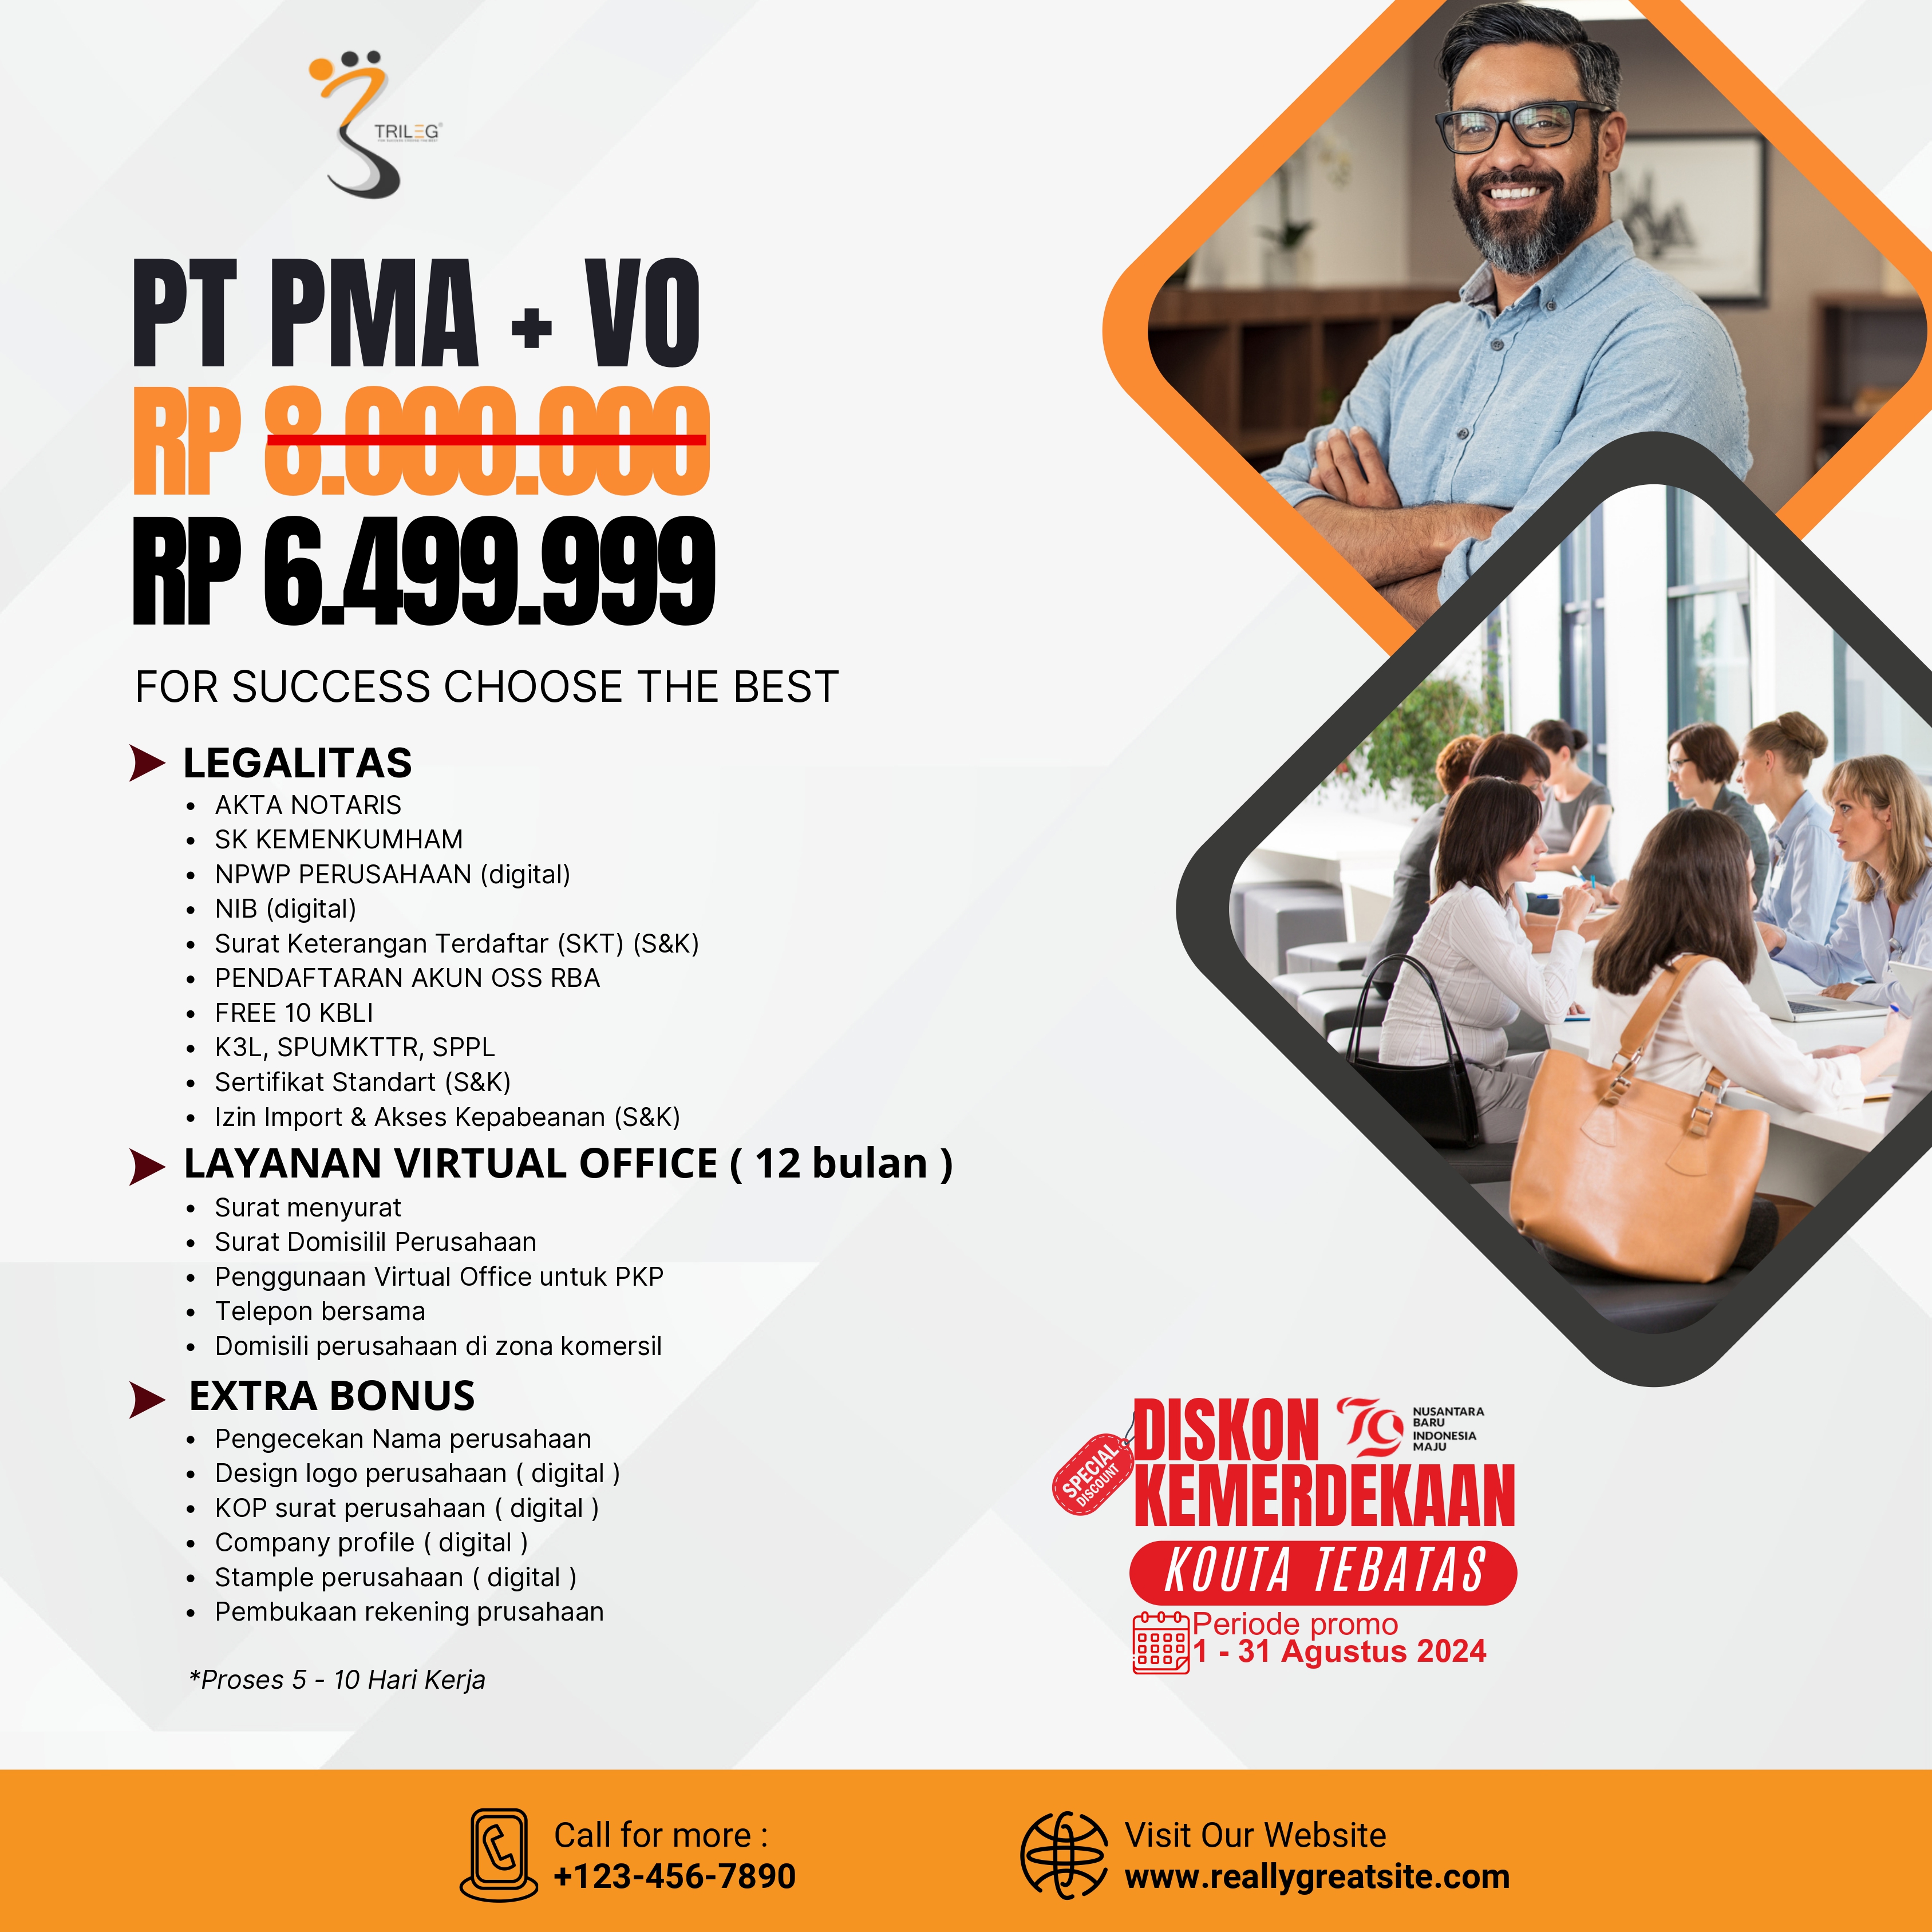 TRILEG
FOR SUCCESS CHOOSE THE BEST
PT PMA + VO
RP 8.000.000
RP 6.499.999
FOR SUCCESS CHOOSE THE BEST
LEGALITAS
• AKTA NOTARIS
• SK KEMENKUMHAM
• NPWP PERUSAHAAN (digital)
• NIB (digital)
• Surat Keterangan Terdaftar (SKT) (S&K)
• PENDAFTARAN AKUN OSS RBA
• FREE 10 KBLI
• K3L, SPUMKTTR, SPPL
• Sertifikat Standart (S&K)
• Izin Import & Akses Kepabeanan (S&K)
LAYANAN VIRTUAL OFFICE ( 12 bulan )
• Surat menyurat
• Surat Domisilil Perusahaan
• Penggunaan Virtual Office untuk PKP
• Telepon bersama
• Domisili perusahaan di zona komersil
EXTRA BONUS
• Pengecekan Nama perusahaan
• Design logo perusahaan ( digital )
• KOP surat perusahaan ( digital )
• Company profile ( digital )
• Stample perusahaan ( digital )
• Pembukaan rekening prusahaan
*Proses 5 - 10 Hari Kerja
SPECIAL
DISCOUNT
DISKON
79
NUSANTARA
BARU
INDONESIA
MAJU
KEMERDEKAAN
KOUTA TEBATAS
Periode promo
1 - 31 Agustus 2024
Call for more :
+123-456-7890
Visit Our Website
www.reallygreatsite.com